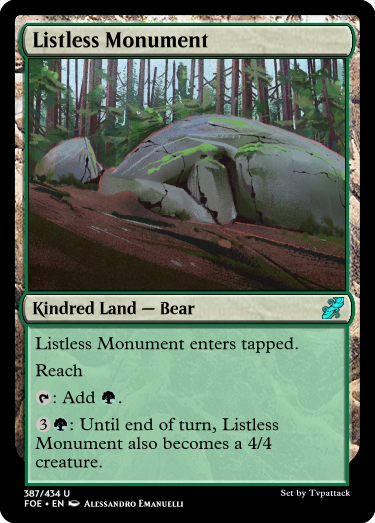 Listless Monument
Kindred Land — Bear
Listless Monument enters tapped.
Reach
: Add .
3 : Until end of turn, Listless
Monument also becomes a 4/4
creature.
387/434 U
Set by Tvpattack
FOE • EN Alessandro Emanuelli